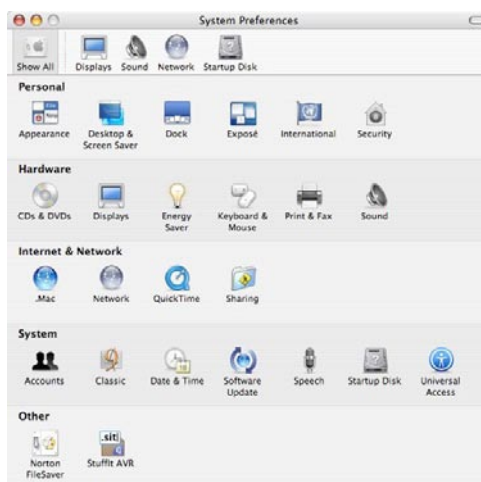 System Preferences
Show All Displays Sound Network Startup Disk
Personal
Appearance Desktop & Screen Saver Dock Exposé International Security
Hardware
CDs & DVDs Displays Energy Saver Keyboard & Mouse Print & Fax Sound
Internet & Network
.Mac Network QuickTime Sharing
System
Accounts Classic Date & Time Software Update Speech Startup Disk Universal Access
Other
.sit
Norton FileSaver Stuffit AVR